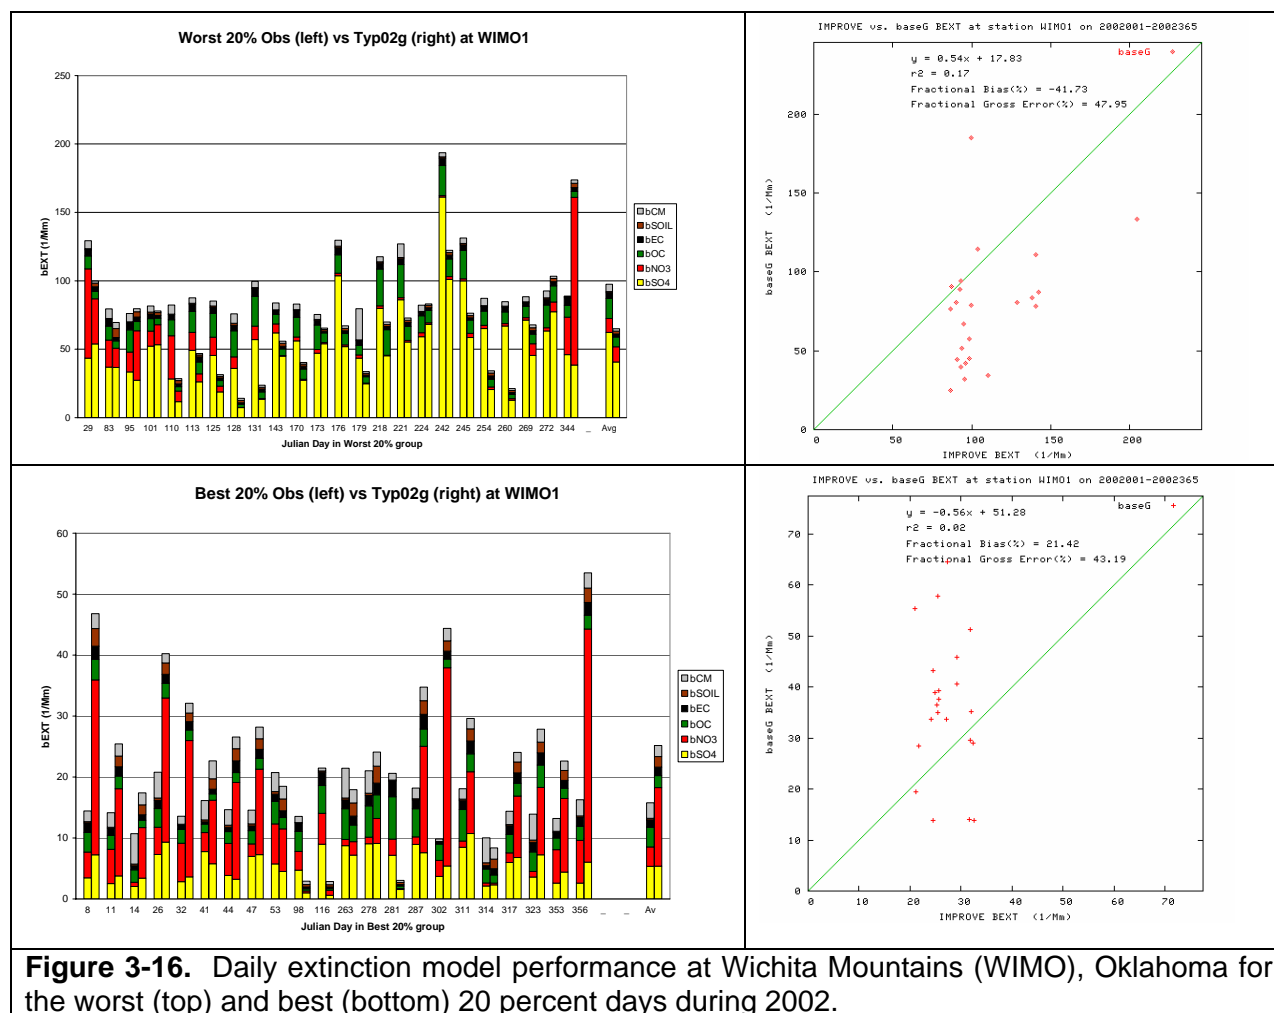 Worst 20% Obs (left) vs Typ02g (right) at WIMO1
250
200
150
100
50
0
bEXT (1/Mm)
bCM
bSOIL
bEC
bOC
bNO3
bSO4
29 83 95 101 110 113 125 128 131 143 170 173 176 179 218 221 224 242 245 254 260 269 272 344 _ Avg
Julian Day in Worst 20% group
IMPROVE vs. baseG BEXT at station WIMO1 on 2002001-2002365
baseG
y = 0.54x + 17.83
r2 = 0.17
Fractional Bias(%) = -41.73
Fractional Gross Error(%) = 47.95
200
150
100
50
0
baseG BEXT (1/Mm)
0 50 100 150 200
IMPROVE BEXT (1/Mm)
Best 20% Obs (left) vs Typ02g (right) at WIMO1
60
50
40
30
20
10
0
bEXT (1/Mm)
bCM
bSOIL
bEC
bOC
bNO3
bSO4
8 11 14 26 32 41 44 47 53 98 116 263 278 281 287 302 311 314 317 323 353 356 _ _ Av
Julian Day in Best 20% group
IMPROVE vs. baseG BEXT at station WIMO1 on 2002001-2002365
baseG
y = -0.56x + 51.28
r2 = 0.02
Fractional Bias(%) = 21.42
Fractional Gross Error(%) = 43.19
70
60
50
40
30
20
10
0
baseG BEXT (1/Mm)
0 10 20 30 40 50 60 70
IMPROVE BEXT (1/Mm)
Figure 3-16. Daily extinction model performance at Wichita Mountains (WIMO), Oklahoma for
the worst (top) and best (bottom) 20 percent days during 2002.